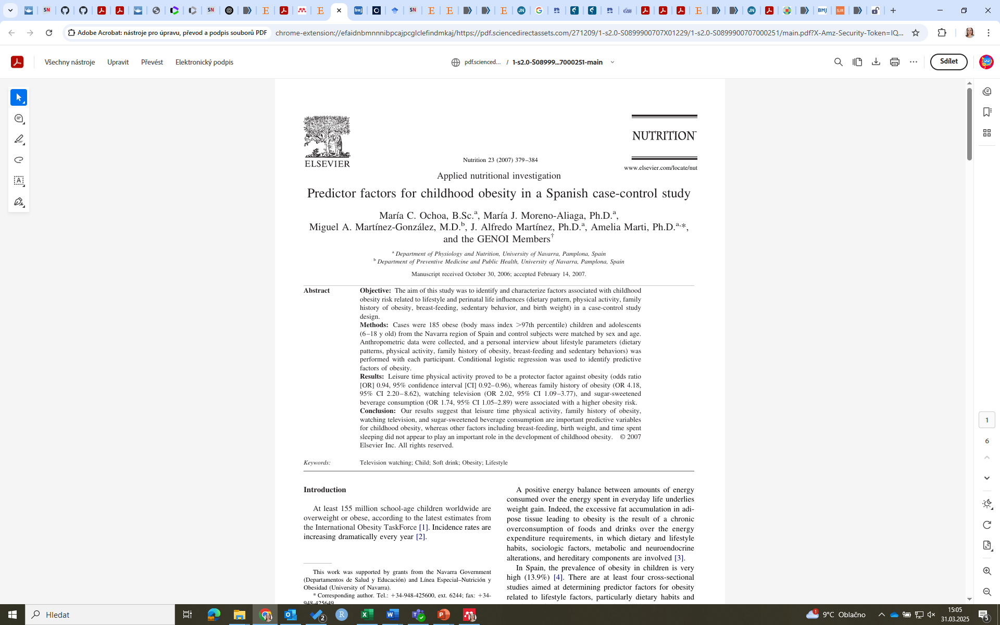 Adobe Acrobat: nástroje pro úpravu, převod a podpis souborů PDF
chrome-extension://efaidnbmnnnibpcajpcglclefindmkaj/https://pdf.sciencedirectassets.com/271209/1-s2.0-S0899900707X01229/1-s2.0-S0899900707000251/main.pdf?X-Amz-Security-Token=IQ...
Všechny nástroje
Upravit
Převést
Elektronický podpis
pdf.scienced... / 1-s2.0-S08999...7000251-main
Sdílet
ELSEVIER
NUTRITION
Nutrition 23 (2007) 379–384
www.elsevier.com/locate/nut
Applied nutritional investigation
Predictor factors for childhood obesity in a Spanish case-control study
María C. Ochoa, B.Sc.a, María J. Moreno-Aliaga, Ph.D.a,
Miguel A. Martínez-González, M.D.b, J. Alfredo Martínez, Ph.D.a, Amelia Marti, Ph.D.a,*,
and the GENOI Members†
a Department of Physiology and Nutrition, University of Navarra, Pamplona, Spain
b Department of Preventive Medicine and Public Health, University of Navarra, Pamplona, Spain
Manuscript received October 30, 2006; accepted February 14, 2007.
Abstract
Objective: The aim of this study was to identify and characterize factors associated with childhood
obesity risk related to lifestyle and perinatal life influences (dietary pattern, physical activity, family
history of obesity, breast-feeding, sedentary behavior, and birth weight) in a case-control study
design.
Methods: Cases were 185 obese (body mass index >97th percentile) children and adolescents
(6–18 y old) from the Navarra region of Spain and control subjects were matched by sex and age.
Anthropometric data were collected, and a personal interview about lifestyle parameters (dietary
patterns, physical activity, family history of obesity, breast-feeding and sedentary behaviors) was
performed with each participant. Conditional logistic regression was used to identify predictive
factors of obesity.
Results: Leisure time physical activity proved to be a protector factor against obesity (odds ratio
[OR] 0.94, 95% confidence interval [CI] 0.92–0.96), whereas family history of obesity (OR 4.18,
95% CI 2.20–8.62), watching television (OR 2.02, 95% CI 1.09–3.77), and sugar-sweetened
beverage consumption (OR 1.74, 95% CI 1.05–2.89) were associated with a higher obesity risk.
Conclusion: Our results suggest that leisure time physical activity, family history of obesity,
watching television, and sugar-sweetened beverage consumption are important predictive variables
for childhood obesity, whereas other factors including breast-feeding, birth weight, and time spent
sleeping did not appear to play an important role in the development of childhood obesity. © 2007
Elsevier Inc. All rights reserved.
Keywords: Television watching; Child; Soft drink; Obesity; Lifestyle
Introduction
At least 155 million school-age children worldwide are
overweight or obese, according to the latest estimates from
the International Obesity TaskForce [1]. Incidence rates are
increasing dramatically every year [2].
This work was supported by grants from the Navarra Government
(Departamentos de Salud y Educación) and Línea Especial–Nutrición y
Obesidad (University of Navarra).
* Corresponding author. Tel.: +34-948-425600, ext. 6244; fax: +34-
948-425649.
A positive energy balance between amounts of energy
consumed over the energy spent in everyday life underlies
weight gain. Indeed, the excessive fat accumulation in adi-
pose tissue leading to obesity is the result of a chronic
overconsumption of foods and drinks over the energy
expenditure requirements, in which dietary and lifestyle
habits, sociologic factors, metabolic and neuroendocrine
alterations, and hereditary components are involved [3].
In Spain, the prevalence of obesity in children is very
high (13.9%) [4]. There are at least four cross-sectional
studies aimed at determining predictor factors for obesity
related to lifestyle factors, particularly dietary habits and
1
6
Hledat
2
1
9°C Oblačno
15:05
31.03.2025
5